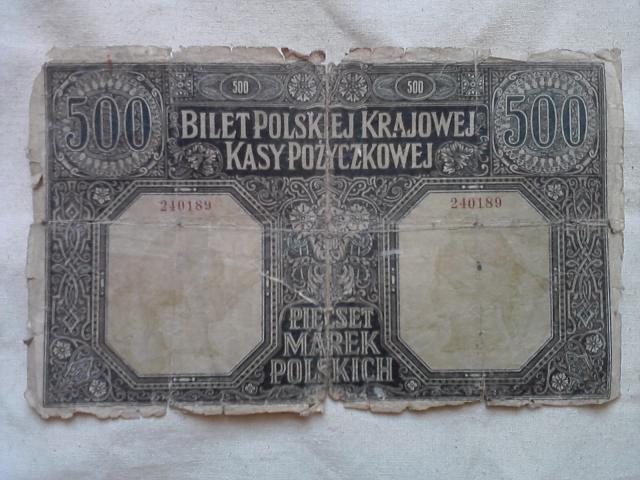 500 500
500 500
BILET POLSKIEJ KRAJOWEJ
KASY POŻYCZKOWEJ
240189 240189
PIĘĆSET
MAREK
POLSKICH